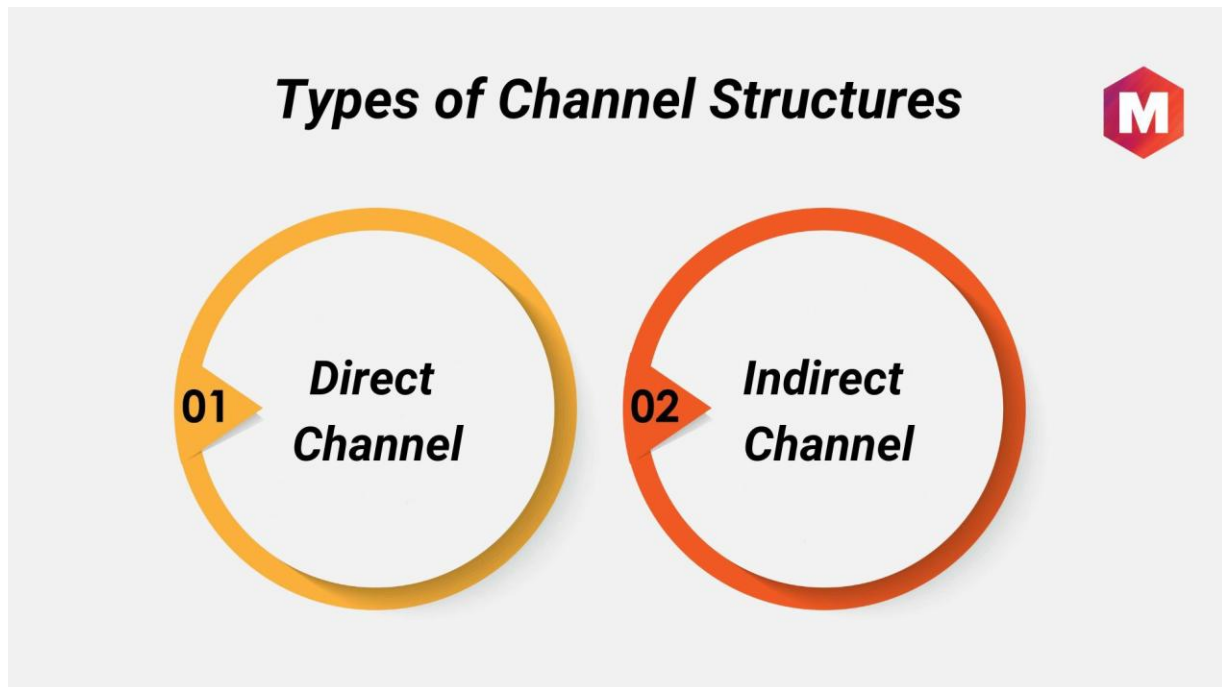 Types of Channel Structures
M
01
Direct
Channel
02
Indirect
Channel